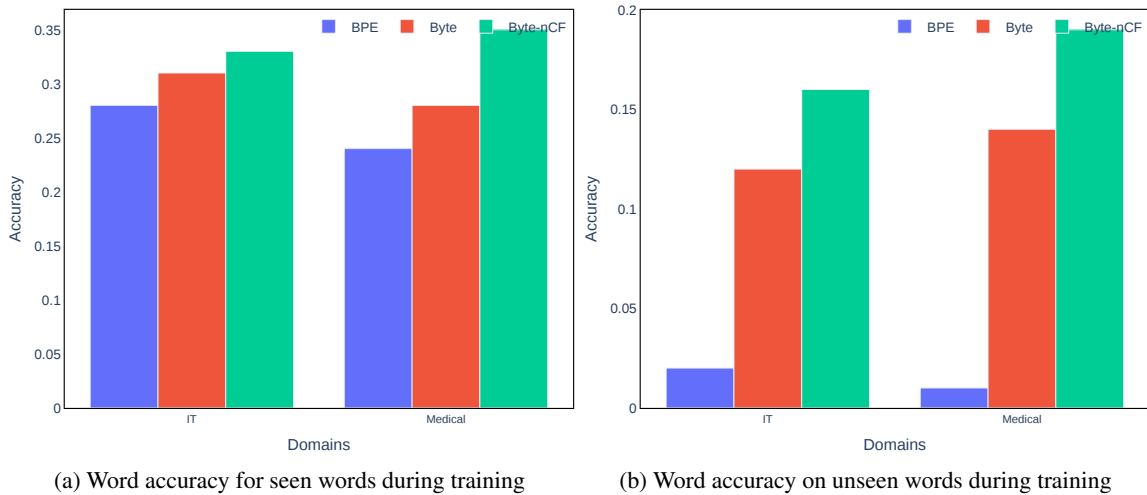 BPE Byte Byte-nCF
0.35
0.3
0.25
0.2
0.15
0.1
0.05
0
Accuracy
IT Medical
Domains
(a) Word accuracy for seen words during training
BPE Byte Byte-nCF
0.2
0.15
0.1
0.05
0
Accuracy
IT Medical
Domains
(b) Word accuracy on unseen words during training